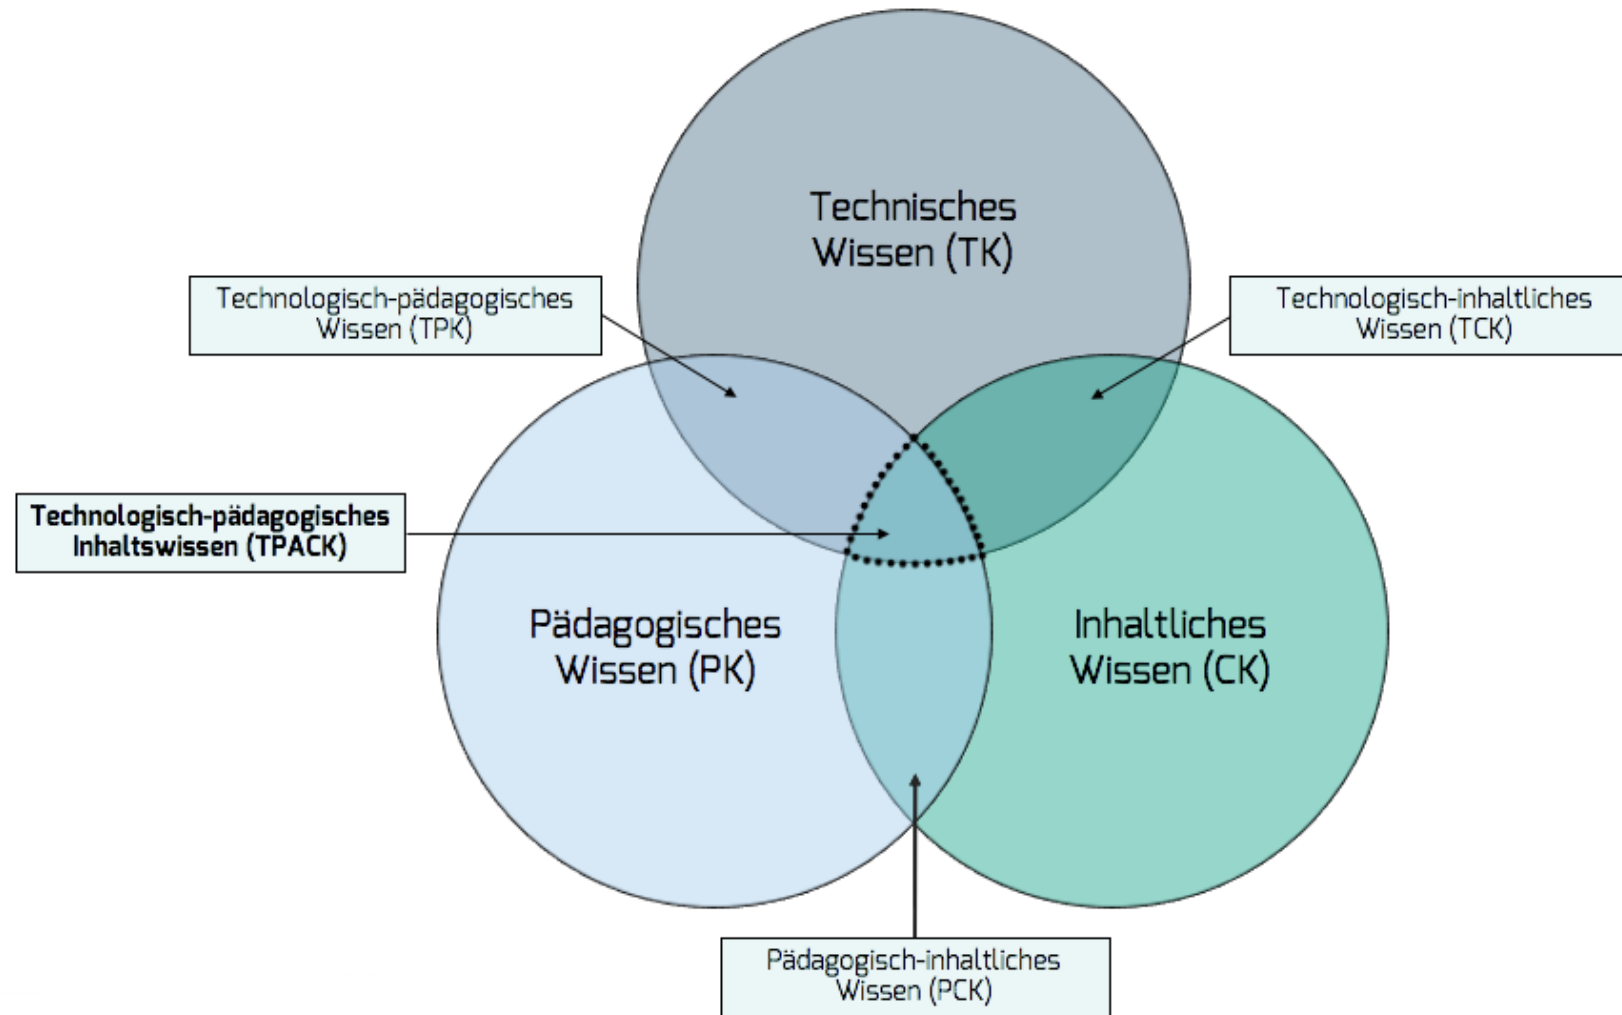 Technisches
Wissen (TK)
Technologisch-pädagogisches
Wissen (TPK)
Technologisch-inhaltliches
Wissen (TCK)
Technologisch-pädagogisches
Inhaltswissen (TPACK)
Pädagogisches
Wissen (PK)
Inhaltliches
Wissen (CK)
Pädagogisch-inhaltliches
Wissen (PCK)